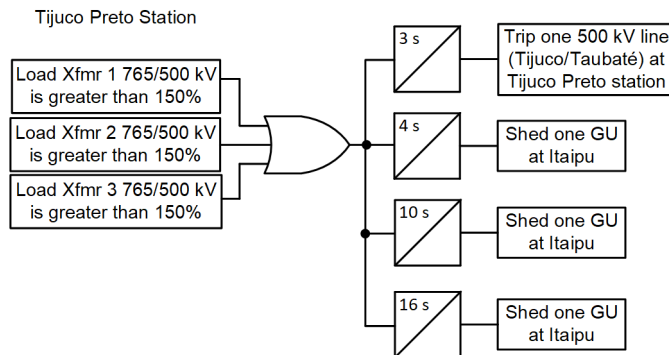 Tijuco Preto Station
Load Xfmr 1 765/500 kV
is greater than 150%
Load Xfmr 2 765/500 kV
is greater than 150%
Load Xfmr 3 765/500 kV
is greater than 150%
3 s
Trip one 500 kV line
(Tijuco/Taubaté) at
Tijuco Preto station
4 s
Shed one GU
at Itaipu
10 s
Shed one GU
at Itaipu
16 s
Shed one GU
at Itaipu